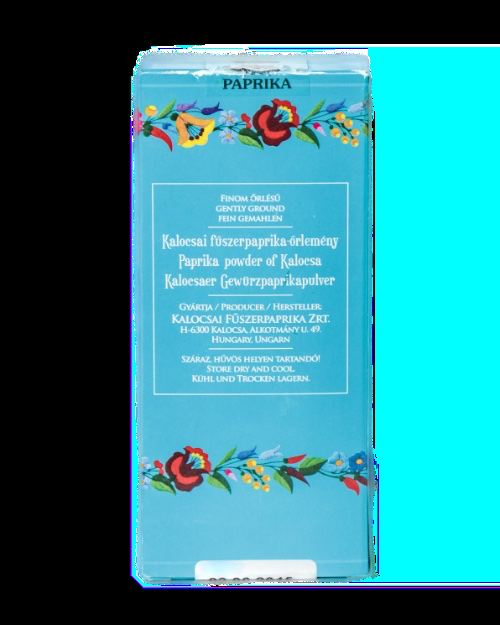 PAPRIKA
FINOM ŐRLÉSŰ
GENTLY GROUND
FEIN GEMAHLEN
Kalocsai fűszerpaprika-őrlemény
Paprika powder of Kalocsa
Kalocsaer Gewürzpaprikapulver
GYÁRTJA / PRODUCER / HERSTELLER:
KALOCSAI FŰSZERPAPRIKA ZRT.
H-6300 KALOCSA, ALKOTMÁNY U. 49.
HUNGARY, UNGARN
SZÁRAZ, HŰVÖS HELYEN TARTANDÓ!
STORE DRY AND COOL.
KÜHL UND TROCKEN LAGERN.